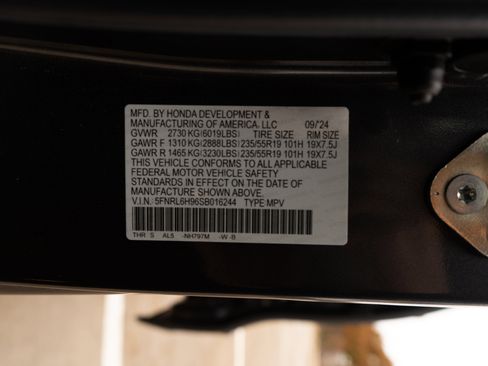 MFD. BY HONDA DEVELOPMENT &
MANUFACTURING OF AMERICA, LLC 09/'24
GVWR 2730 KG(6019LBS) TIRE SIZE RIM SIZE
GAWR F 1310 KG(2888LBS) 235/55R19 101H 19X7.5J
GAWR R 1465 KG(3230LBS) 235/55R19 101H 19X7.5J
THIS VEHICLE CONFORMS TO ALL APPLICABLE
FEDERAL MOTOR VEHICLE SAFETY
STANDARDS IN EFFECT ON THE DATE OF
MANUFACTURE SHOWN ABOVE.
V.I.N. 5FNRL6H96SB016244 TYPE MPV
THR S AL5 -NH797M -W -B